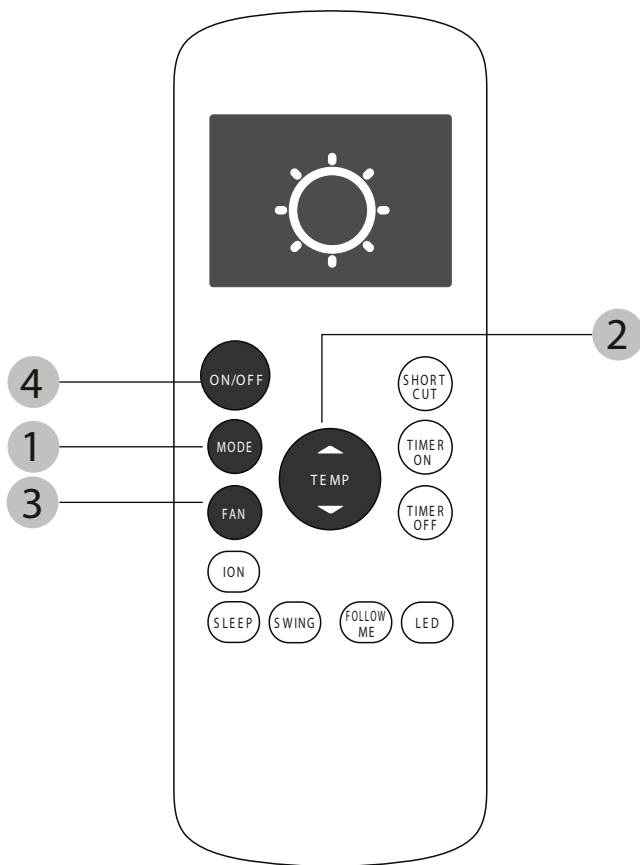 2
4
ON/OFF
SHORT
CUT
1
MODE
TEMP
TIMER
ON
3
FAN
TIMER
OFF
ION
SLEEP
SWING
FOLLOW
ME
LED